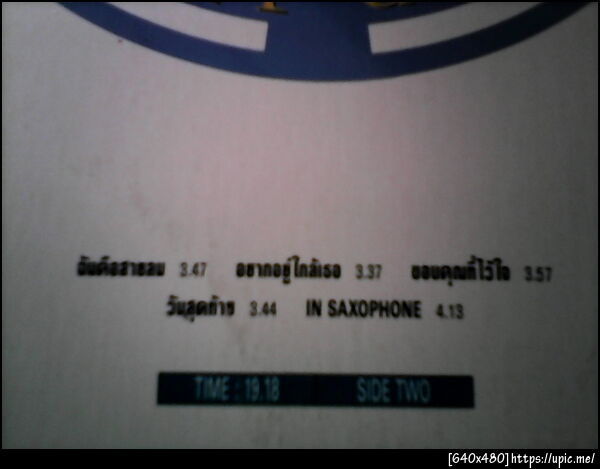 ฉันคือสายลม 3.47 อยากอยู่ใกล้เธอ 3.37 ขอบคุณที่ไว้ใจ 3.57
วันสุดท้าย 3.44 IN SAXOPHONE 4.13
TIME : 19.18 SIDE TWO
[640x480]https://upic.me/